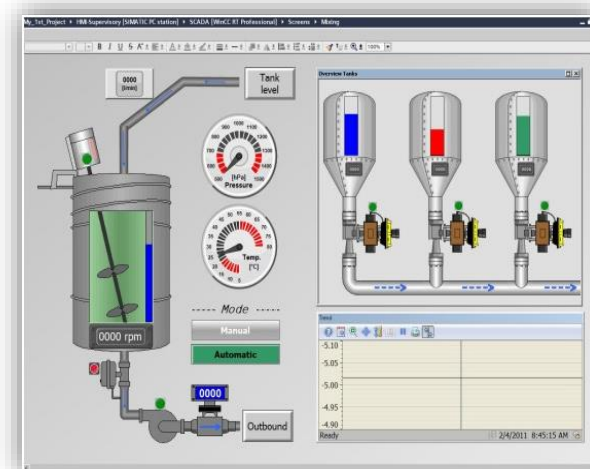 My_1st_Project ▸ HMI-Supervisory [SIMATIC PC station] ▸ SCADA [WinCC RT Professional] ▸ Screens ▸ Mixing
B I U S
100%
0000
[l/min]
Tank
level
Overview Tanks
[hPa]
Pressure
Temp.
[°C]
Mode
Manual
Automatic
0000 rpm
0000
Outbound
Trend
-5.10
-5.05
-5.00
-4.95
-4.90
Ready
2/4/2011 8:45:15 AM